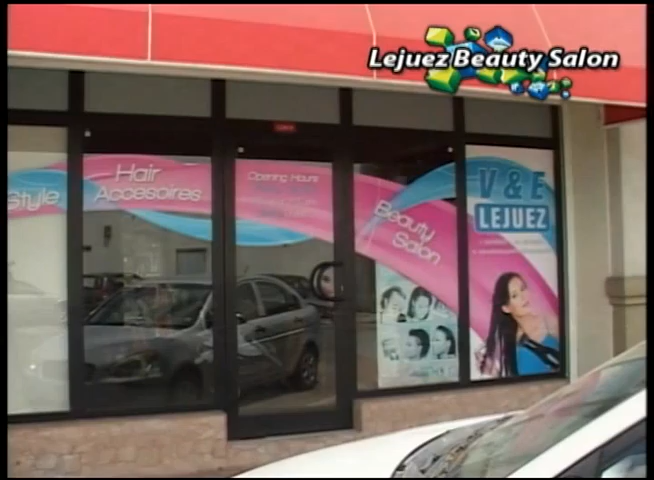 Lejuez Beauty Salon
Style
Hair
Accesoires
Opening Hours
Beauty
Salon
V & E
LEJUEZ